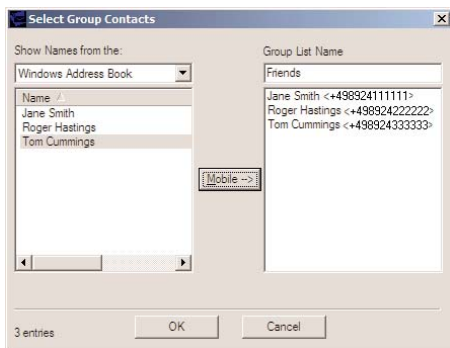 Select Group Contacts
Show Names from the:
Windows Address Book
Name
Jane Smith
Roger Hastings
Tom Cummings
Mobile -->
Group List Name
Friends
Jane Smith <+498924111111>
Roger Hastings <+498924222222>
Tom Cummings <+498924333333>
3 entries
OK
Cancel